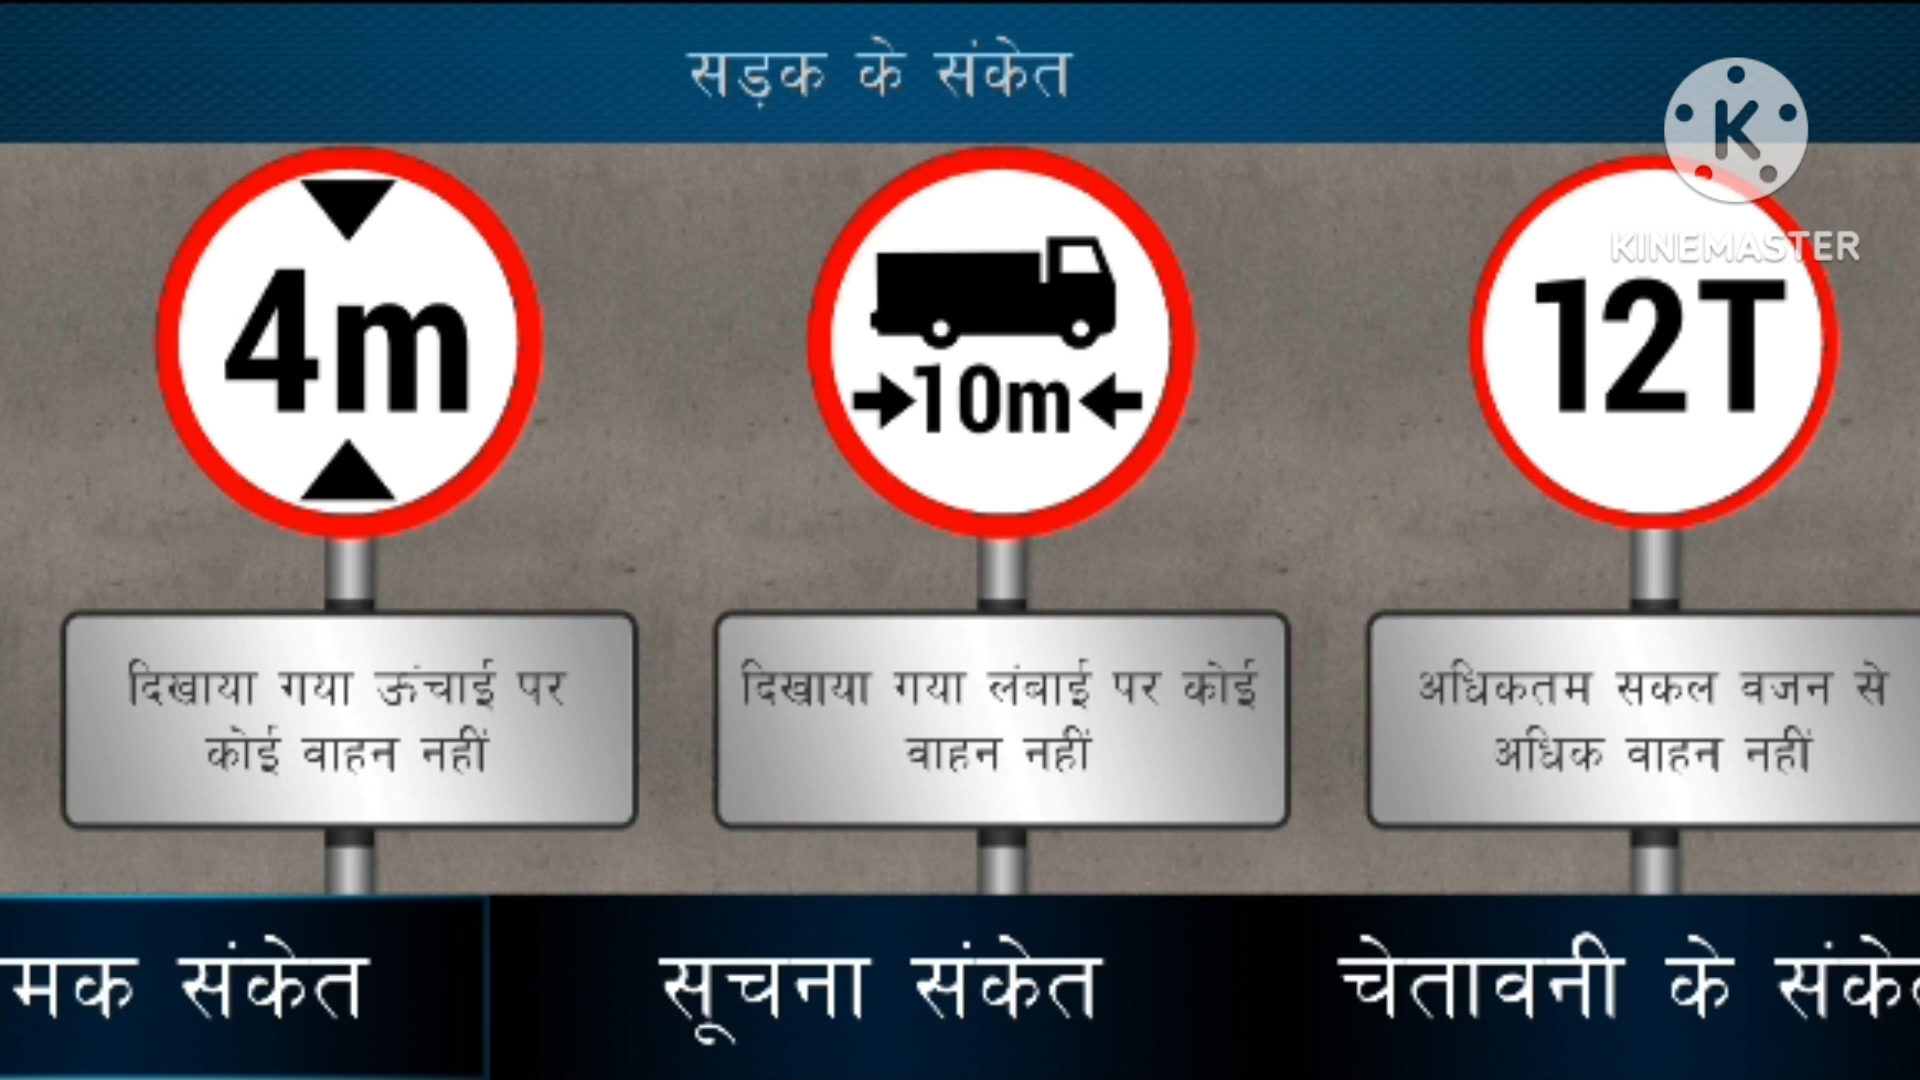 सड़क के संकेत
KINEMASTER
4m
10m
12T
दिखाया गया ऊंचाई पर
कोई वाहन नहीं
दिखाया गया लंबाई पर कोई
वाहन नहीं
अधिकतम सकल वजन से
अधिक वाहन नहीं
मक संकेत
सूचना संकेत
चेतावनी के